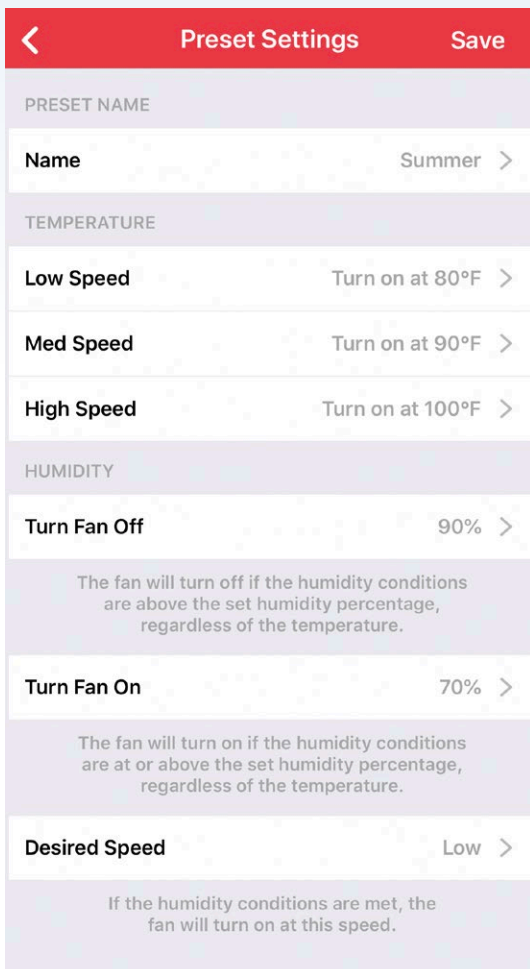 Preset Settings Save
PRESET NAME
Name Summer
TEMPERATURE
Low Speed Turn on at 80°F
Med Speed Turn on at 90°F
High Speed Turn on at 100°F
HUMIDITY
Turn Fan Off 90%
The fan will turn off if the humidity conditions
are above the set humidity percentage,
regardless of the temperature.
Turn Fan On 70%
The fan will turn on if the humidity conditions
are at or above the set humidity percentage,
regardless of the temperature.
Desired Speed Low
If the humidity conditions are met, the
fan will turn on at this speed.